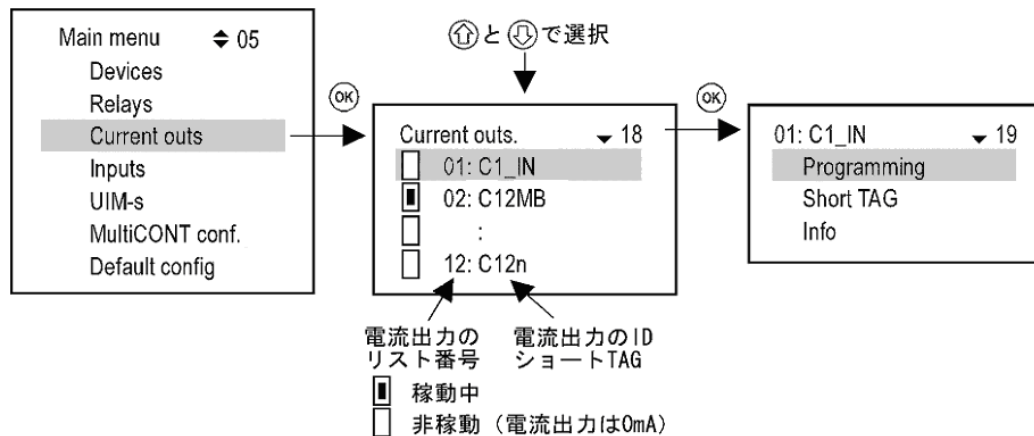 Main menu 05
Devices
Relays
Current outs
Inputs
UIM-s
MultiCONT conf.
Default config
OK
とで選択
Current outs. 18
01: C1_IN
02: C12MB
:
12: C12n
電流出力の
リスト番号
電流出力のID
ショートTAG
稼動中
非稼動（電流出力は0mA）
OK
01: C1_IN 19
Programming
Short TAG
Info